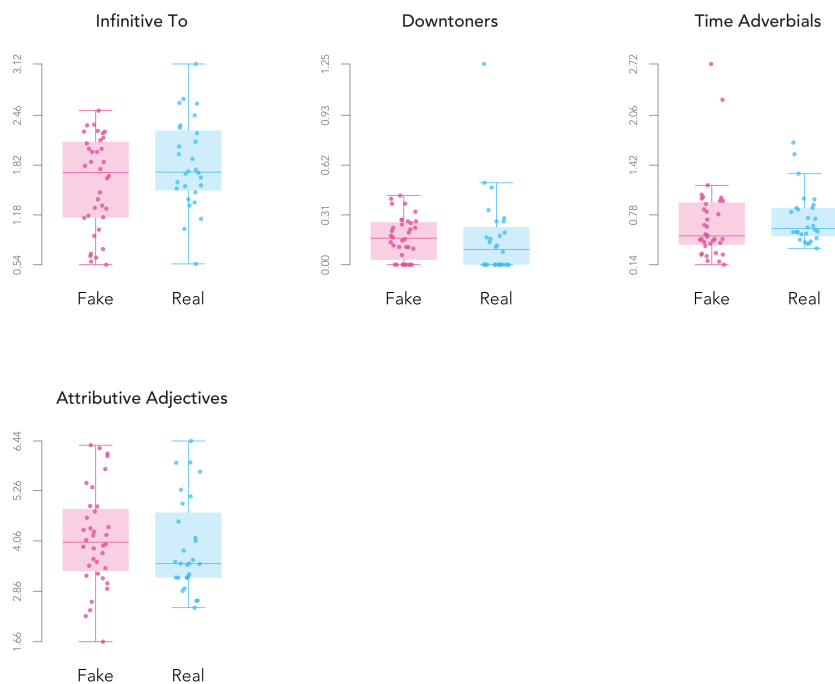 Infinitive To
Downtoners
Time Adverbials
3.12
2.46
1.82
1.18
0.54
1.25
0.93
0.62
0.31
0.00
2.72
2.06
1.42
0.78
0.14
Fake
Real
Fake
Real
Fake
Real
Attributive Adjectives
6.44
5.26
4.06
2.86
1.66
Fake
Real